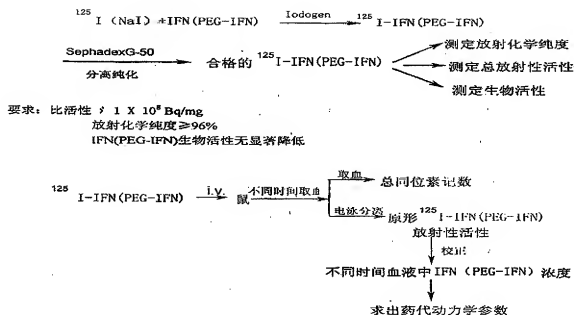 125I (NaI) +IFN(PEG-IFN) Iodogen 125I-IFN(PEG-IFN)
SephadexG-50
分离纯化
合格的 125I-IFN(PEG-IFN)
测定放射化学纯度
测定总放射性活性
测定生物活性
要求: 比活性 1 X 10⁸ Bq/mg
放射化学纯度≥96%
IFN(PEG-IFN)生物活性无显著降低
125I-IFN(PEG-IFN) i.v. 鼠 不同时间取血
取血 总同位素记数
电泳分离 原形 125I-IFN(PEG-IFN)
放射性活性
校正
不同时间血液中IFN (PEG-IFN) 浓度
求出药代动力学参数